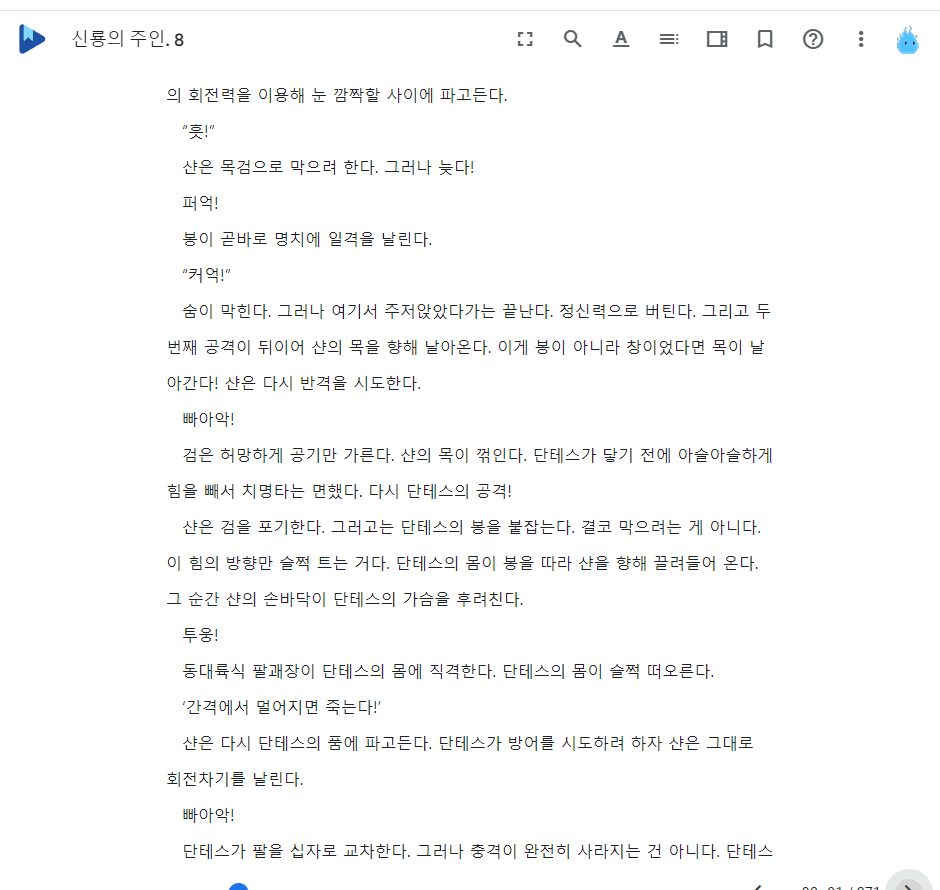 신룡의 주인. 8
의 회전력을 이용해 눈 깜짝할 사이에 파고든다.
“흣!”
샨은 목검으로 막으려 한다. 그러나 늦다!
퍼억!
봉이 곧바로 명치에 일격을 날린다.
“커억!”
숨이 막힌다. 그러나 여기서 주저앉았다가는 끝난다. 정신력으로 버틴다. 그리고 두
번째 공격이 뒤이어 샨의 목을 향해 날아온다. 이게 봉이 아니라 창이었다면 목이 날
아간다! 샨은 다시 반격을 시도한다.
빠아악!
검은 허망하게 공기만 가른다. 샨의 목이 꺾인다. 단테스가 닿기 전에 아슬아슬하게
힘을 빼서 치명타는 면했다. 다시 단테스의 공격!
샨은 검을 포기한다. 그러고는 단테스의 봉을 붙잡는다. 결코 막으려는 게 아니다.
이 힘의 방향만 슬쩍 트는 거다. 단테스의 몸이 봉을 따라 샨을 향해 끌려들어 온다.
그 순간 샨의 손바닥이 단테스의 가슴을 후려친다.
투웅!
동대륙식 팔괘장이 단테스의 몸에 직격한다. 단테스의 몸이 슬쩍 떠오른다.
‘간격에서 멀어지면 죽는다!’
샨은 다시 단테스의 품에 파고든다. 단테스가 방어를 시도하려 하자 샨은 그대로
회전차기를 날린다.
빠아악!
단테스가 팔을 십자로 교차한다. 그러나 충격이 완전히 사라지는 건 아니다. 단테스